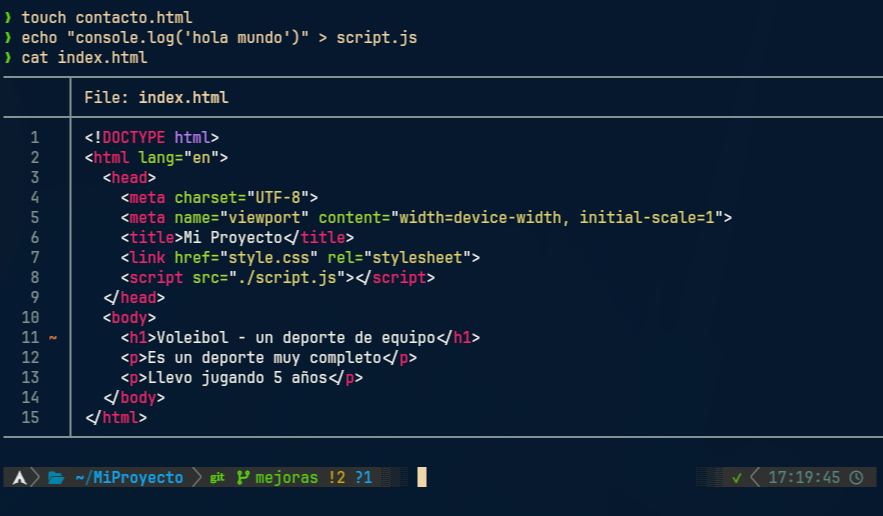 ❯ touch contacto.html
❯ echo "console.log('hola mundo')" > script.js
❯ cat index.html
File: index.html
1 <!DOCTYPE html>
2 <html lang="en">
3   <head>
4     <meta charset="UTF-8">
5     <meta name="viewport" content="width=device-width, initial-scale=1">
6     <title>Mi Proyecto</title>
7     <link href="style.css" rel="stylesheet">
8     <script src="./script.js"></script>
9   </head>
10   <body>
11 ~     <h1>Voleibol - un deporte de equipo</h1>
12     <p>Es un deporte muy completo</p>
13     <p>Llevo jugando 5 años</p>
14   </body>
15 </html>
~/MiProyecto git mejoras !2 ?1 ✓ 17:19:45